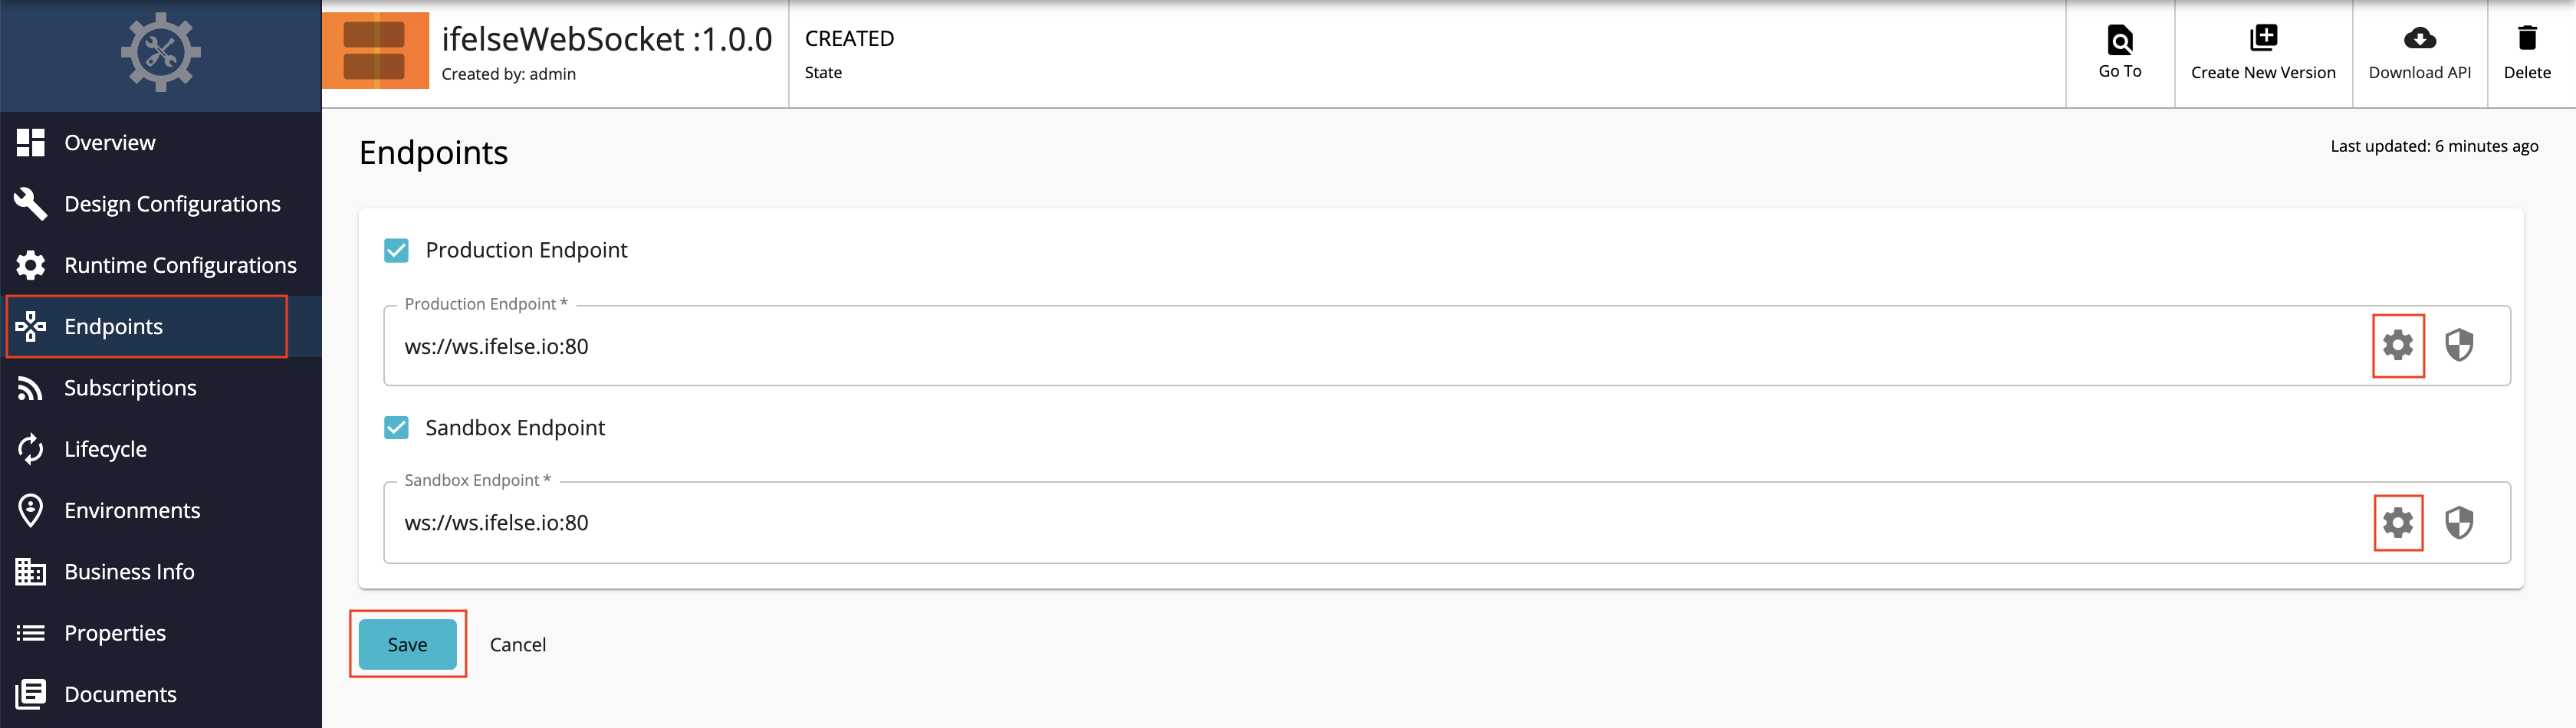 ifelseWebSocket :1.0.0
Created by: admin
CREATED
State
Go To
Create New Version
Download API
Delete
Overview
Design Configurations
Runtime Configurations
Endpoints
Subscriptions
Lifecycle
Environments
Business Info
Properties
Documents
Endpoints
Last updated: 6 minutes ago
Production Endpoint
Production Endpoint *
ws://ws.ifelse.io:80
Sandbox Endpoint
Sandbox Endpoint *
ws://ws.ifelse.io:80
Save
Cancel